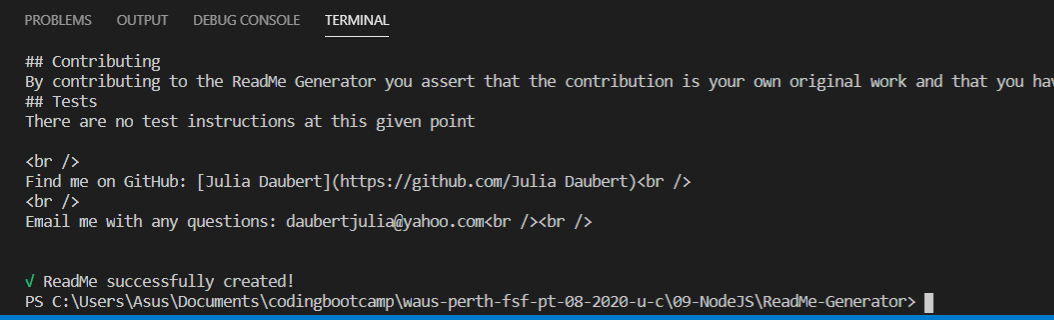 PROBLEMS OUTPUT DEBUG CONSOLE TERMINAL
## Contributing
By contributing to the ReadMe Generator you assert that the contribution is your own original work and that you hav
## Tests
There are no test instructions at this given point
<br />
Find me on GitHub: [Julia Daubert](https://github.com/Julia Daubert)<br />
<br />
Email me with any questions: daubertjulia@yahoo.com<br /><br />
√ ReadMe successfully created!
PS C:\Users\Asus\Documents\codingbootcamp\waus-perth-fsf-pt-08-2020-u-c\09-NodeJS\ReadMe-Generator>